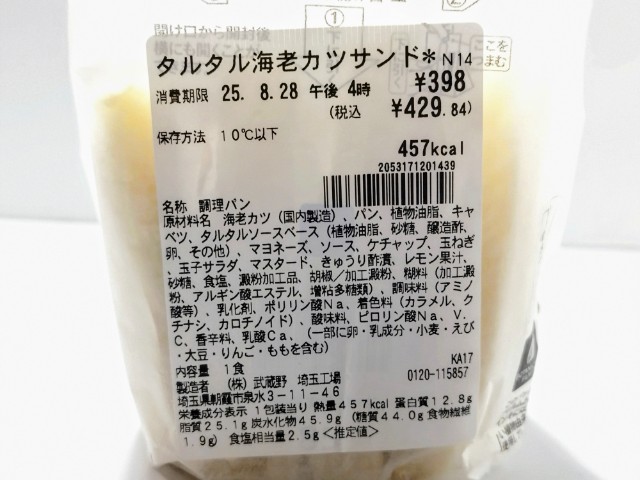 開け口から開封後
横にも開くことが
①
下
②
ここを
つまむ
タルタル海老カツサンド* N14
消費期限 25. 8.28 午後 4時 ¥398
(税込 ¥429.84)
保存方法 10℃以下
457kcal
2053171201439
名称 調理パン
原材料名 海老カツ（国内製造）、パン、植物油脂、キャ
ベツ、タルタルソースベース（植物油脂、砂糖、醸造酢、
卵、その他）、マヨネーズ、ソース、ケチャップ、玉ねぎ
、玉子サラダ、マスタード、きゅうり酢漬、レモン果汁、
砂糖、食塩、澱粉加工品、胡椒／加工澱粉、糊料（加工澱
粉、アルギン酸エステル、増粘多糖類）、調味料（アミノ
酸等）、乳化剤、ポリリン酸Na、着色料（カラメル、ク
チナシ、カロチノイド）、酸味料、ピロリン酸Na、V．
C、香辛料、乳酸Ca、（一部に卵・乳成分・小麦・えび
・大豆・りんご・ももを含む）
内容量 1食 KA17
製造者 （株）武蔵野 埼玉工場 0120-115857
埼玉県朝霞市泉水3－11－46
栄養成分表示 1包装当り 熱量457kcal 蛋白質12.8g
脂質25.1g 炭水化物45.9g （糖質44.0g 食物繊維
1.9g） 食塩相当量2.5g <推定値>